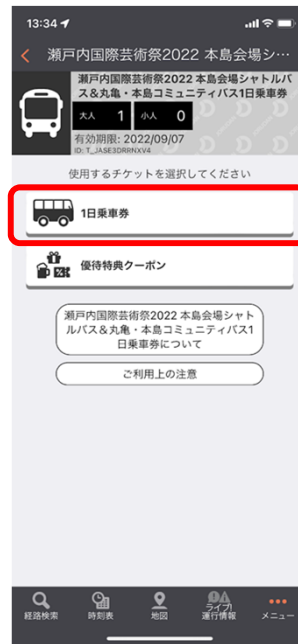 13:34
瀬戸内国際芸術祭2022 本島会場シ…
瀬戸内国際芸術祭2022 本島会場シャトルバ
ス&丸亀・本島コミュニティバス1日乗車券
大人 1 小人 0
有効期限: 2022/09/07
ID: T_JASE3DRRNXV4
使用するチケットを選択してください
1日乗車券
優待特典クーポン
瀬戸内国際芸術祭2022 本島会場シャト
ルバス&丸亀・本島コミュニティバス1
日乗車券について
ご利用上の注意
経路検索 時刻表 地図 ライブ! 運行情報 メニュー